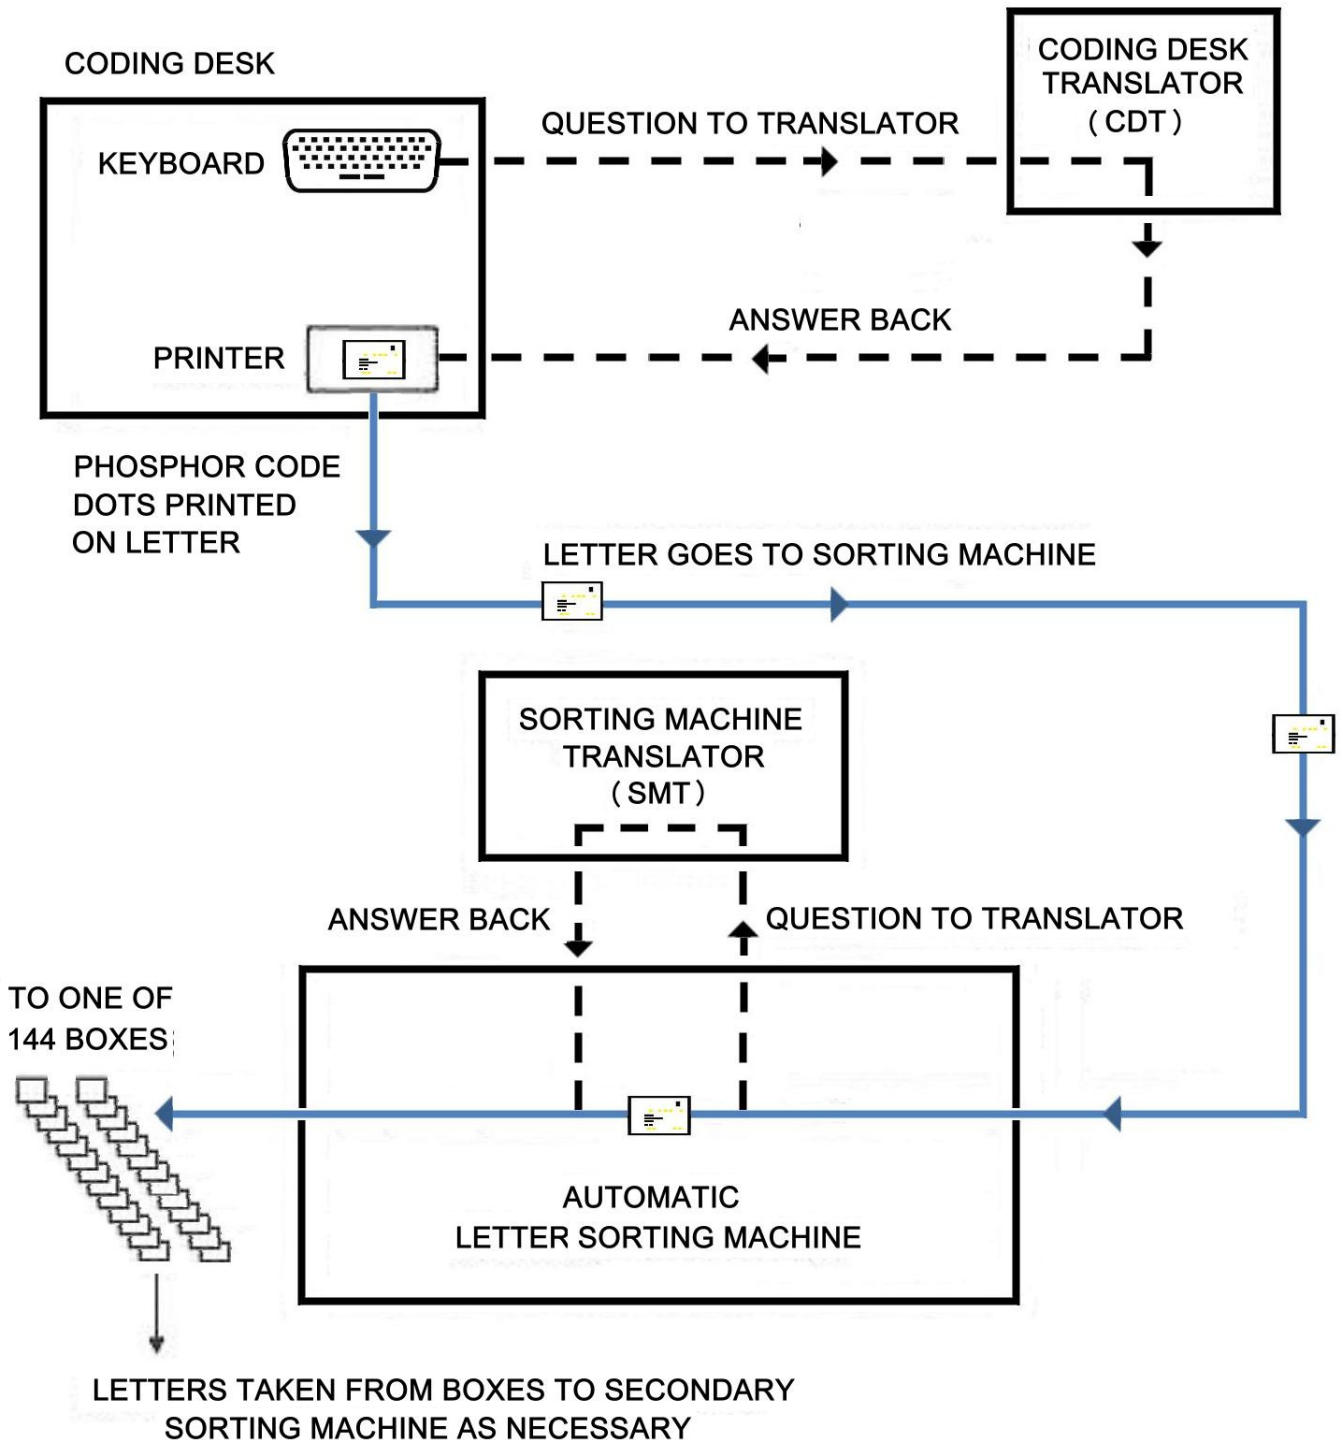 CODING DESK
KEYBOARD
PRINTER
QUESTION TO TRANSLATOR
CODING DESK
TRANSLATOR
( CDT )
ANSWER BACK
PHOSPHOR CODE
DOTS PRINTED
ON LETTER
LETTER GOES TO SORTING MACHINE
SORTING MACHINE
TRANSLATOR
( SMT )
ANSWER BACK
QUESTION TO TRANSLATOR
TO ONE OF
144 BOXES
AUTOMATIC
LETTER SORTING MACHINE
LETTERS TAKEN FROM BOXES TO SECONDARY
SORTING MACHINE AS NECESSARY